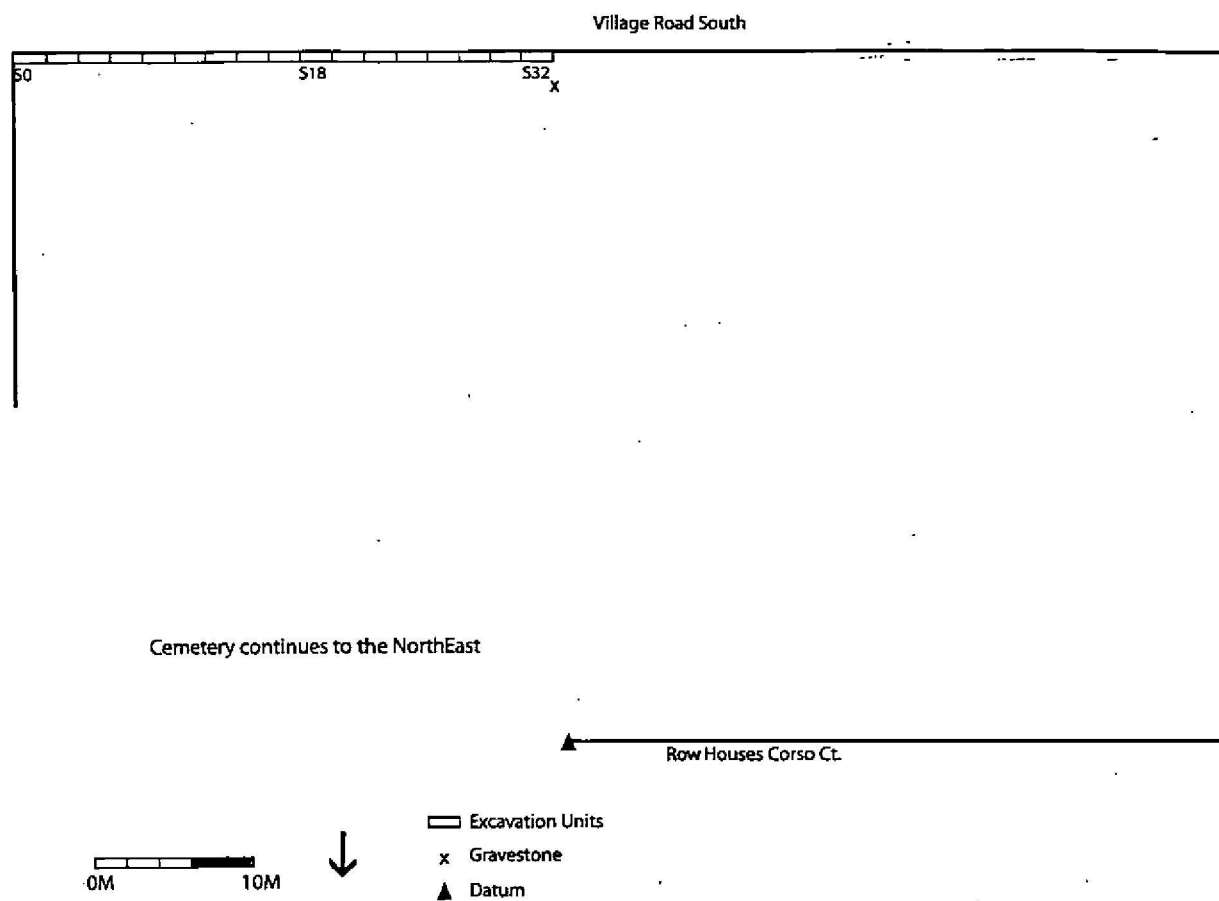 Village Road South
S0 S18 S32
x
Cemetery continues to the NorthEast
Row Houses Corso Ct.
Excavation Units
x Gravestone
Datum
0M 10M